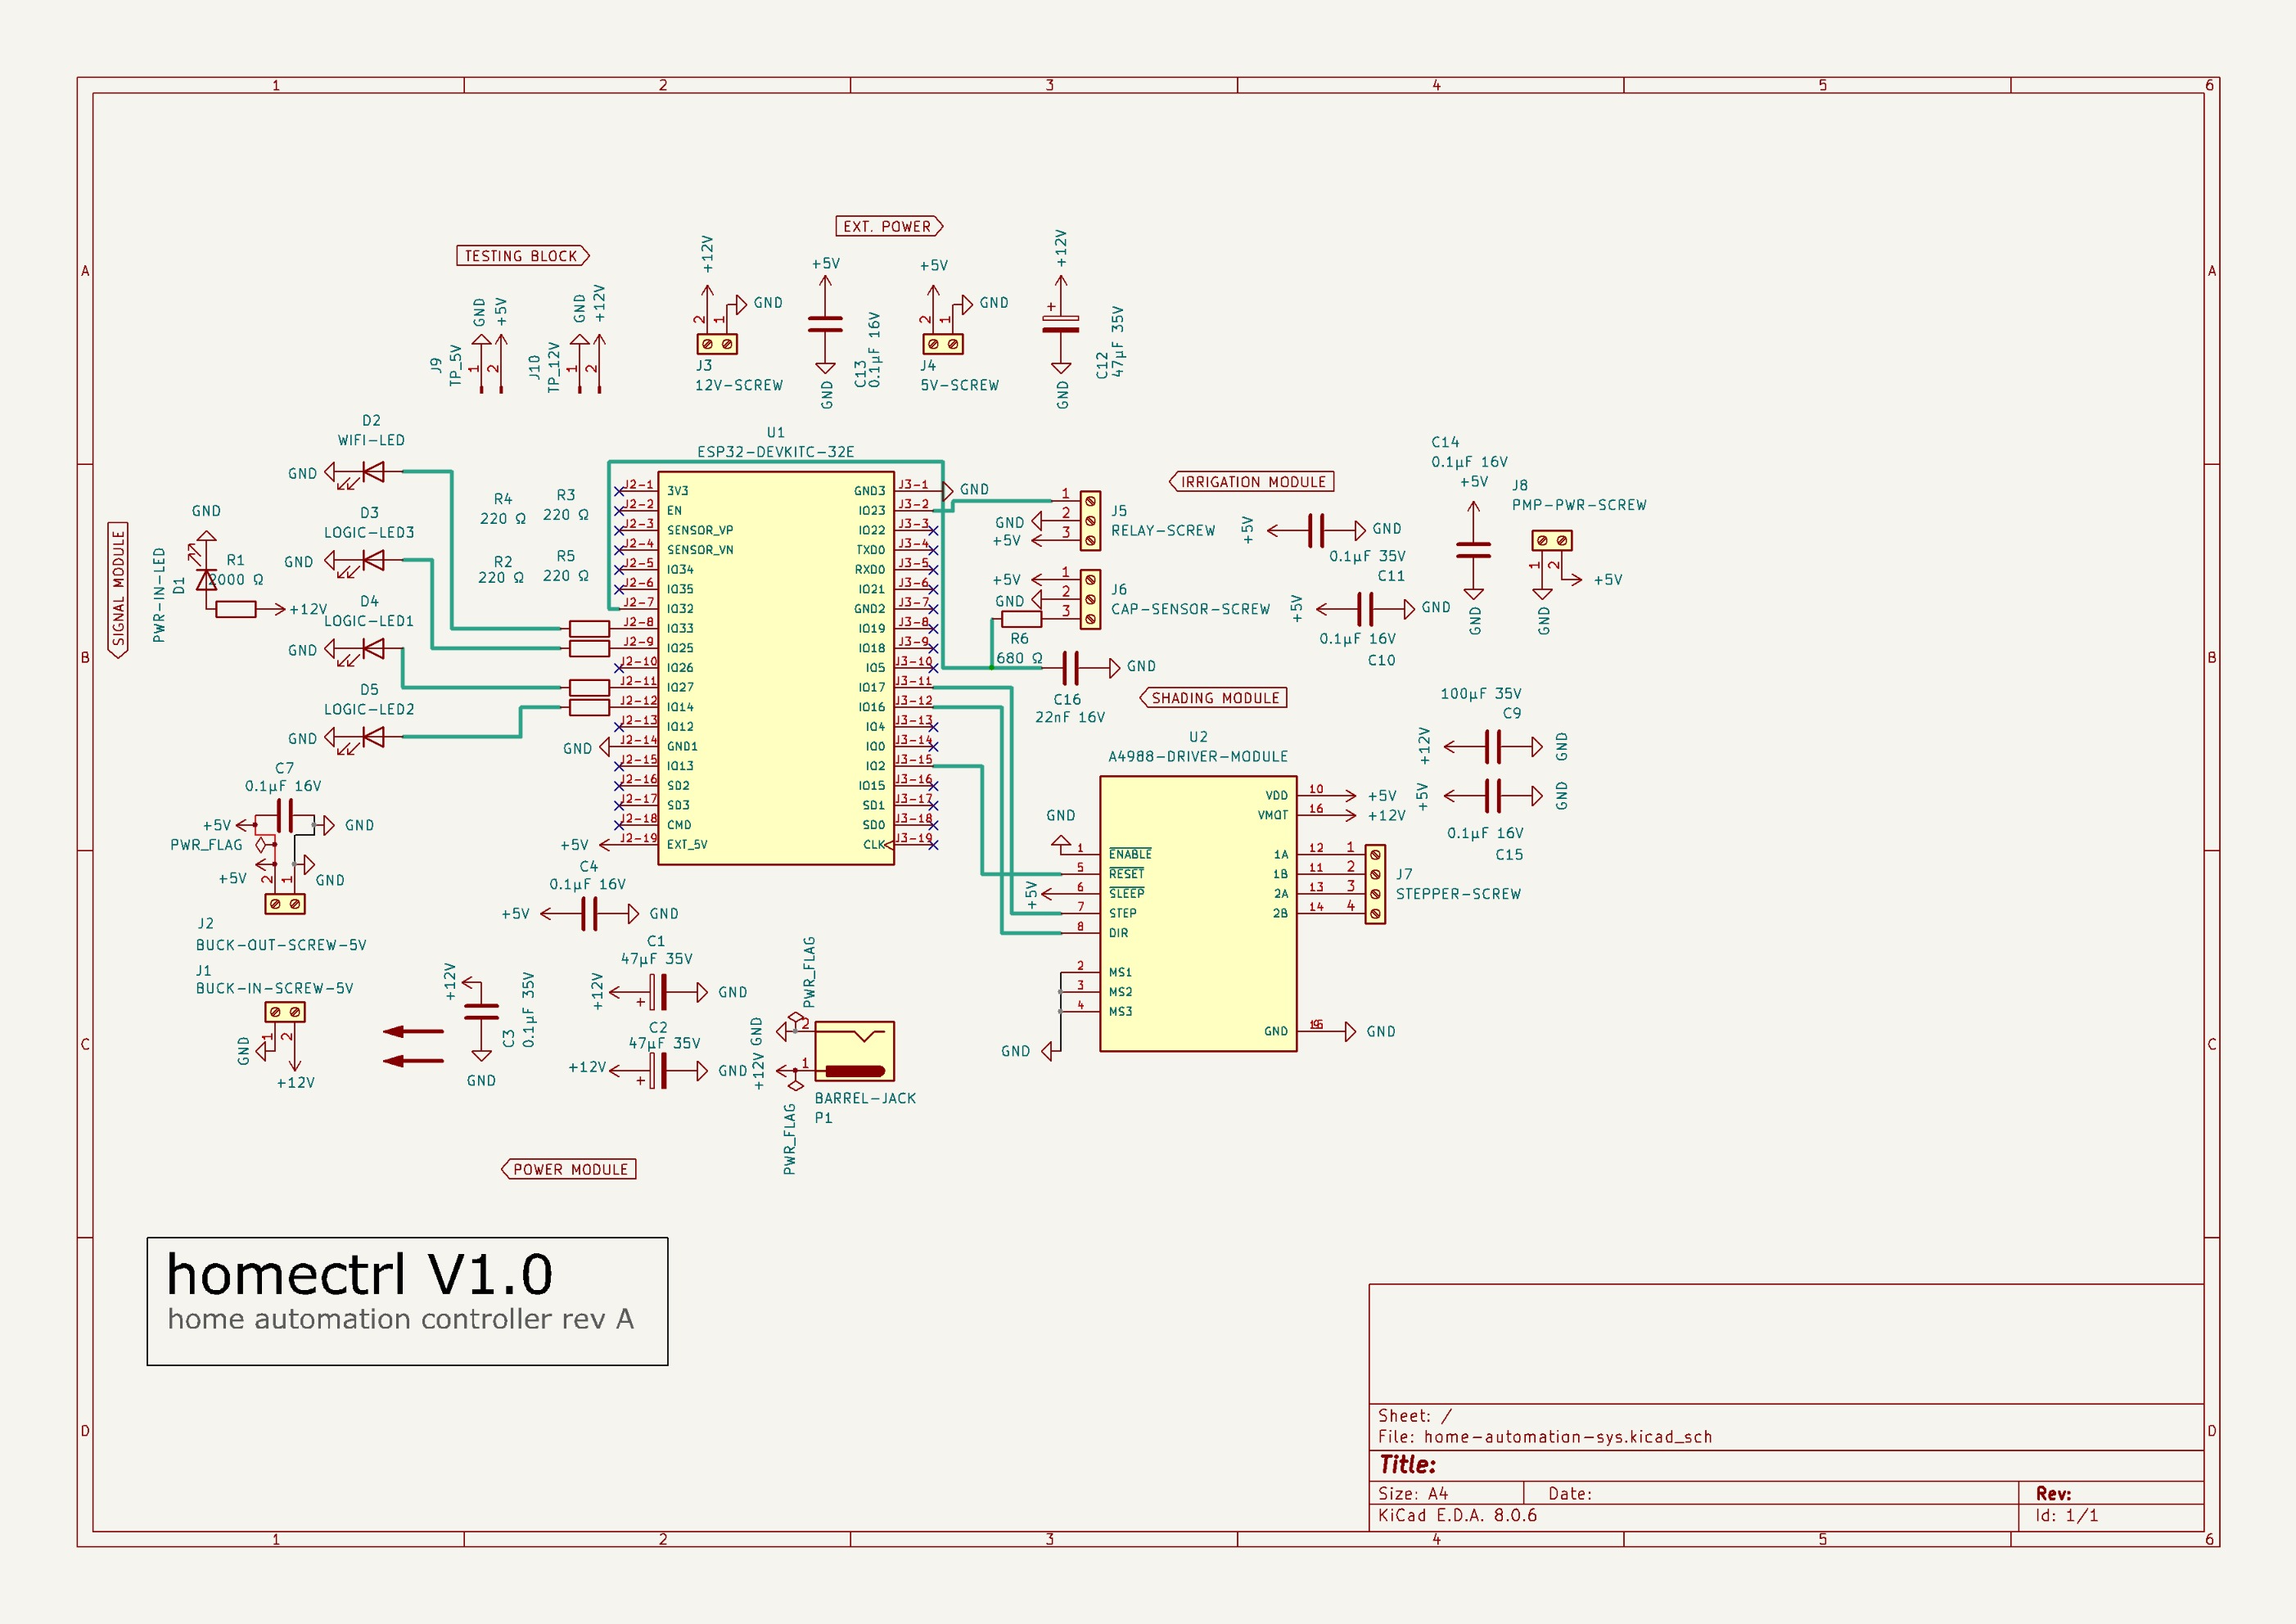 1 2 3 4 5 6
A
B
C
D
TESTING BLOCK
EXT. POWER
J9
TP_5V
GND
+5V
1
2
J10
TP_12V
GND
+12V
1
2
+12V
GND
2
1
J3
12V-SCREW
+5V
GND
C13
0.1µF 16V
+5V
GND
2
1
J4
5V-SCREW
+12V
+
GND
C12
47µF 35V
SIGNAL MODULE
D2
WIFI-LED
GND
D3
LOGIC-LED3
GND
D4
LOGIC-LED1
GND
D5
LOGIC-LED2
GND
GND
PWR-IN-LED
D1
R1
2000 Ω
+12V
R4
220 Ω
R3
220 Ω
R2
220 Ω
R5
220 Ω
U1
ESP32-DEVKITC-32E
J2-1 3V3
J2-2 EN
J2-3 SENSOR_VP
J2-4 SENSOR_VN
J2-5 IO34
J2-6 IO35
J2-7 IO32
J2-8 IO33
J2-9 IO25
J2-10 IO26
J2-11 IO27
J2-12 IO14
J2-13 IO12
GND J2-14 GND1
J2-15 IO13
J2-16 SD2
J2-17 SD3
J2-18 CMD
+5V J2-19 EXT_5V
GND3 J3-1 GND
IO23 J3-2
IO22 J3-3
TXD0 J3-4
RXD0 J3-5
IO21 J3-6
GND2 J3-7
IO19 J3-8
IO18 J3-9
IO5 J3-10
IO17 J3-11
IO16 J3-12
IO4 J3-13
IO0 J3-14
IO2 J3-15
IO15 J3-16
SD1 J3-17
SD0 J3-18
CLK J3-19
1
GND 2
+5V 3
J5
RELAY-SCREW
+5V 1
GND 2
3
J6
CAP-SENSOR-SCREW
R6
680 Ω
GND
C16
22nF 16V
IRRIGATION MODULE
+5V
GND
0.1µF 35V
C11
+5V
GND
0.1µF 16V
C10
C14
0.1µF 16V
+5V
GND
J8
PMP-PWR-SCREW
1
2
+5V
GND
SHADING MODULE
U2
A4988-DRIVER-MODULE
GND
1 ENABLE
5 RESET
+5V 6 SLEEP
7 STEP
8 DIR
2 MS1
3 MS2
4 MS3
GND
VDD 10 +5V
VMOT 16 +12V
1A 12 1
1B 11 2
2A 13 3
2B 14 4
GND GND
J7
STEPPER-SCREW
100µF 35V
C9
+12V
GND
+5V
GND
0.1µF 16V
C15
C7
0.1µF 16V
+5V
GND
PWR_FLAG
+5V
2
1
GND
J2
BUCK-OUT-SCREW-5V
J1
BUCK-IN-SCREW-5V
1
2
GND
+12V
+12V
C3
0.1µF 35V
GND
C4
0.1µF 16V
+5V
GND
C1
47µF 35V
+12V
+
GND
C2
47µF 35V
+12V
+
GND
PWR_FLAG
GND
2
+12V
1
PWR_FLAG
BARREL-JACK
P1
POWER MODULE
homectrl V1.0
home automation controller rev A
Sheet: /
File: home-automation-sys.kicad_sch
Title:
Size: A4 Date: Rev:
KiCad E.D.A. 8.0.6 Id: 1/1
A
B
C
D
1 2 3 4 5 6